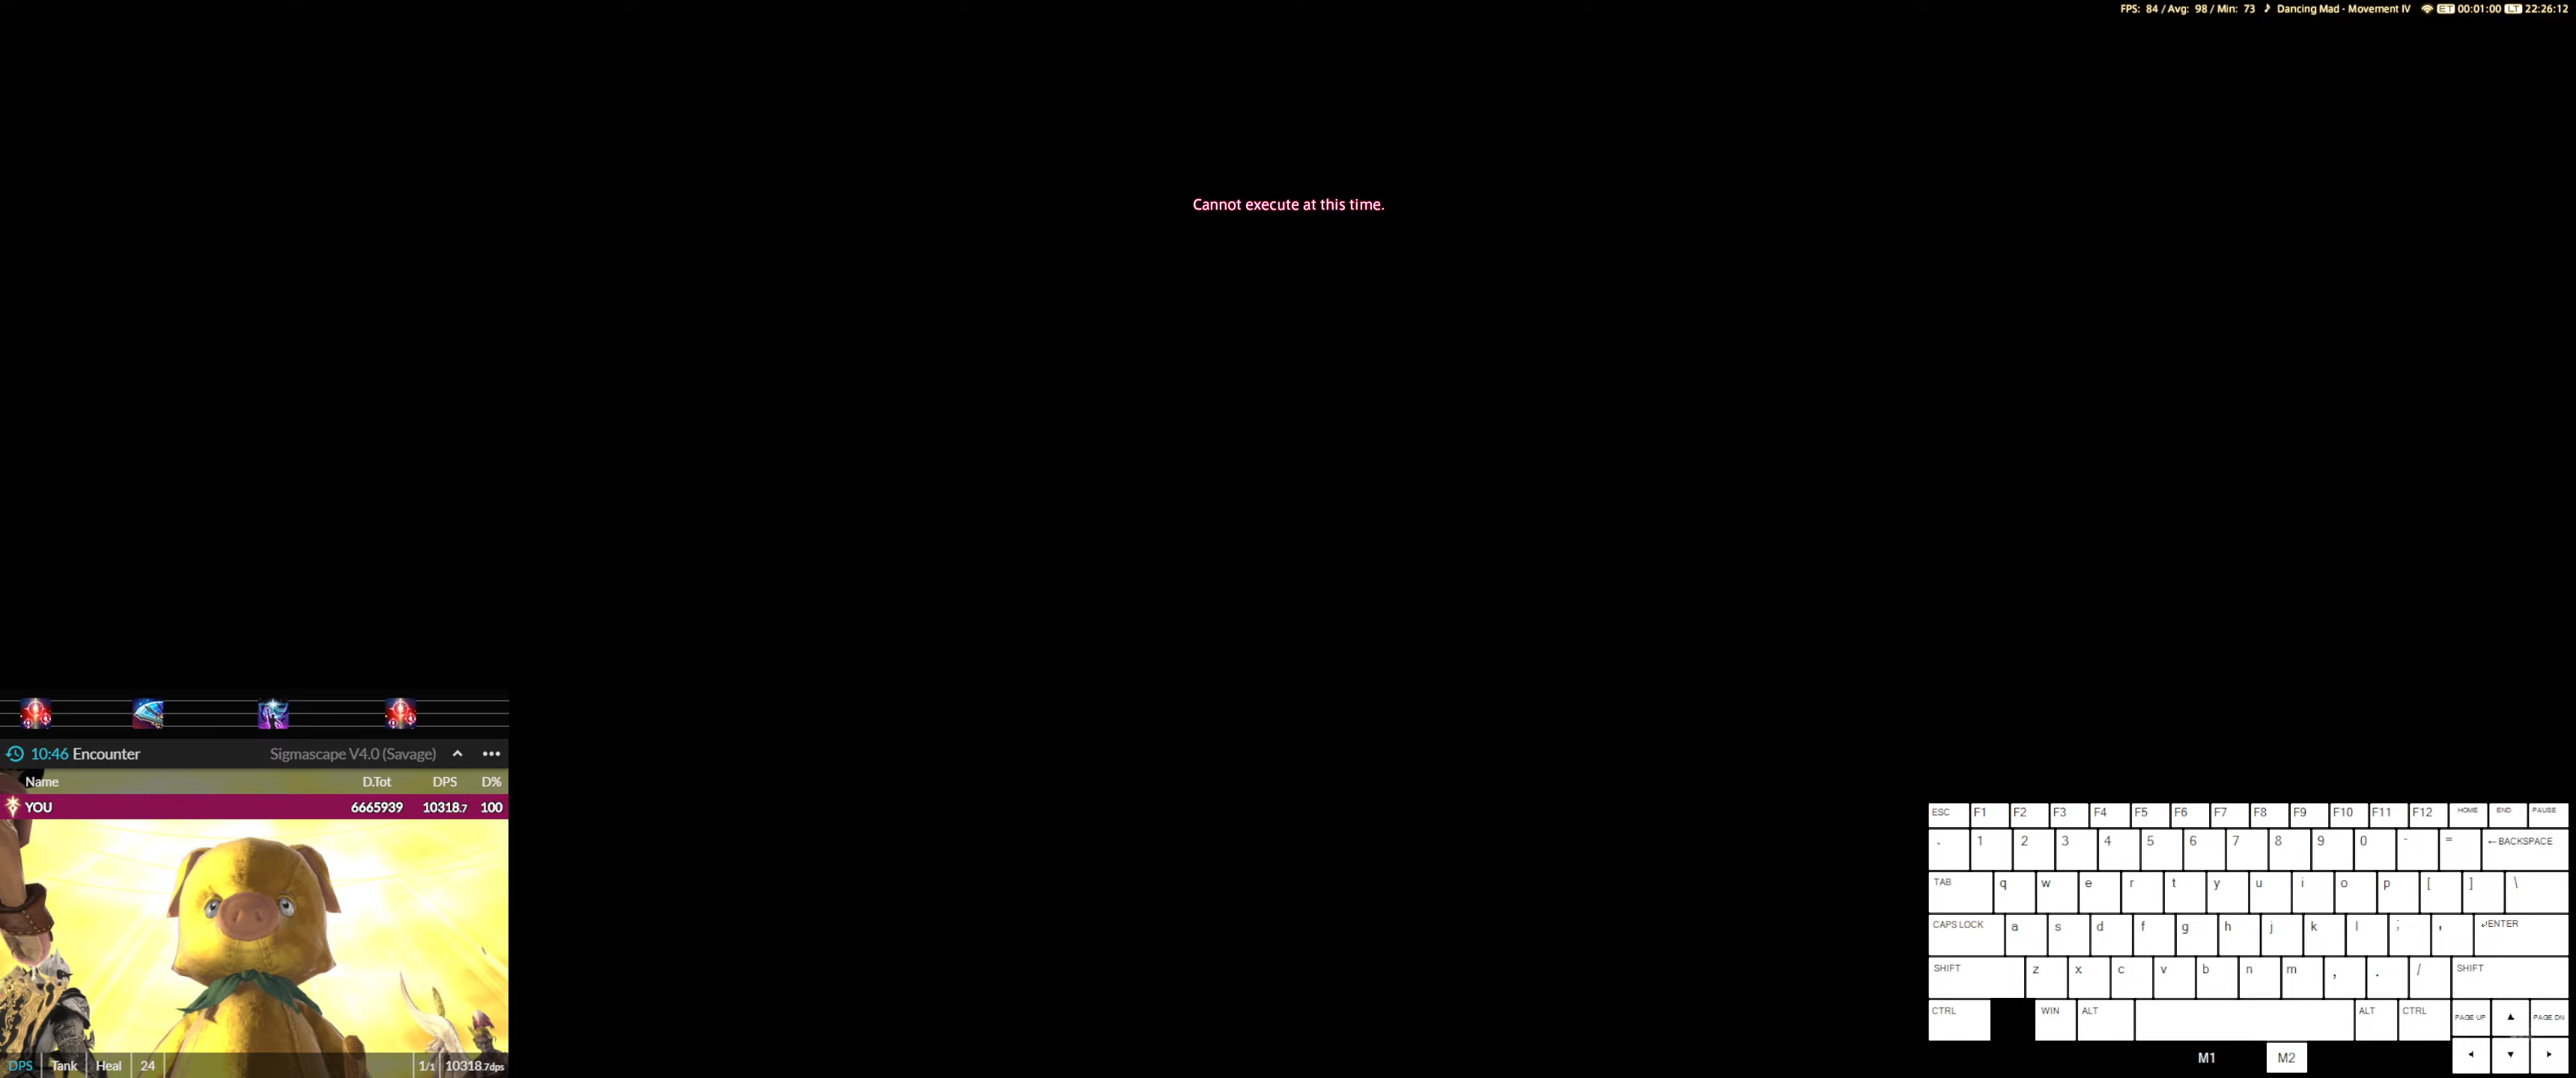 FPS: 84 / Avg: 98 / Min: 73 ♪ Dancing Mad - Movement IV ET 00:01:00 LT 22:26:12
Cannot execute at this time.
10:46 Encounter Sigmascape V4.0 (Savage) •••
Name D.Tot DPS D%
YOU 6665939 10318.7 100
DPS Tank Heal 24 1/1 10318.7dps
ESC F1 F2 F3 F4 F5 F6 F7 F8 F9 F10 F11 F12 HOME END PAUSE
` 1 2 3 4 5 6 7 8 9 0 - = ←BACKSPACE
TAB q w e r t y u i o p [ ] \
CAPS LOCK a s d f g h j k l ; ' ↵ENTER
SHIFT z x c v b n m , . / SHIFT
CTRL WIN ALT ALT CTRL PAGE UP ▲ PAGE DN
M1 M2 ◄ ▼ ►